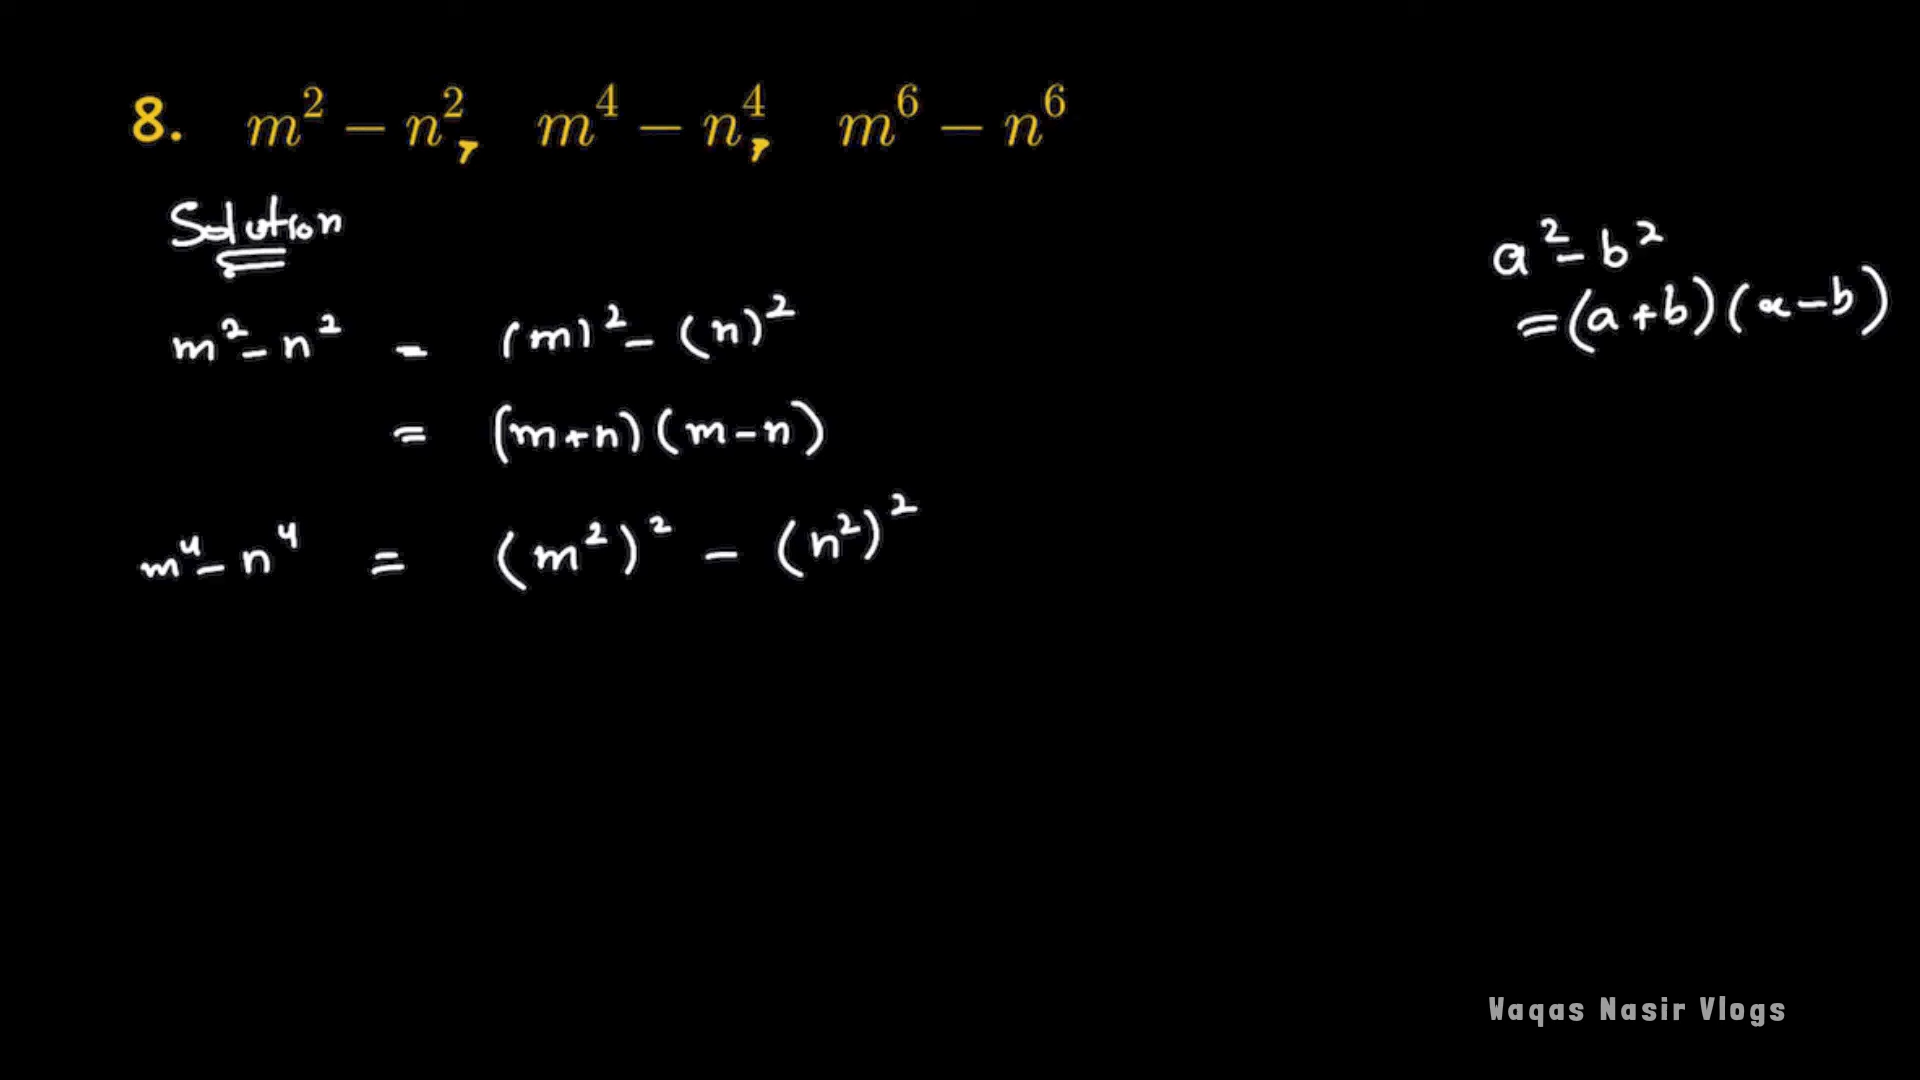 8. m² − n², m⁴ − n⁴, m⁶ − n⁶
Solution
a² − b²
= (a + b) (a − b)
m² − n² = (m)² − (n)²
= (m + n) (m − n)
m⁴ − n⁴ = (m²)² − (n²)²
Waqas Nasir Vlogs